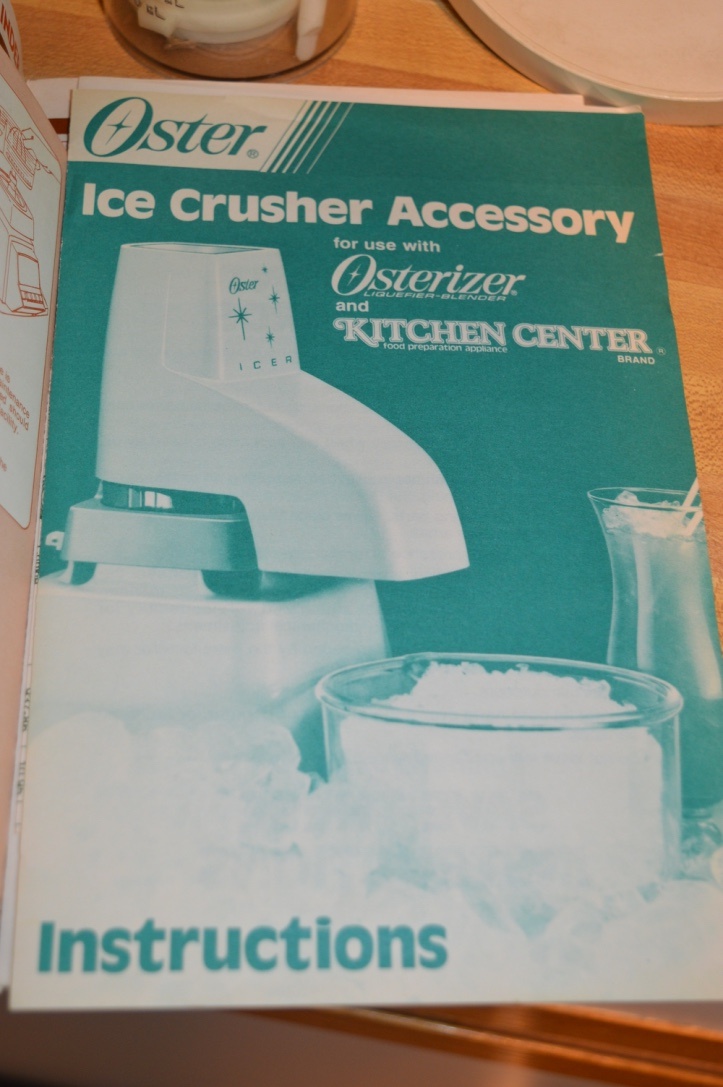 Oster®
Ice Crusher Accessory
for use with
Osterizer®
LIQUEFIER-BLENDER
and
KITCHEN CENTER®
food preparation appliance
BRAND
Oster
ICER
Instructions